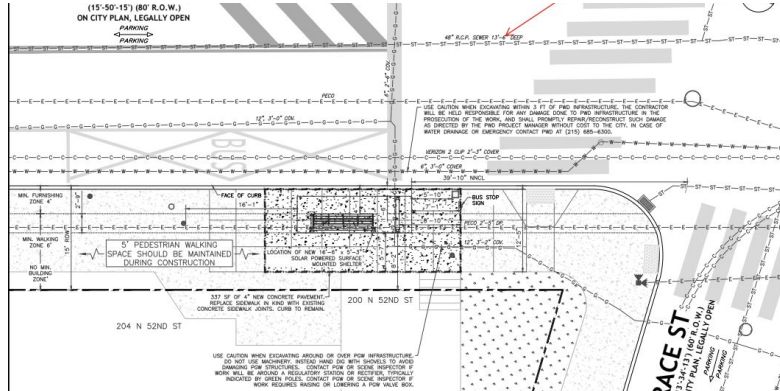 (15'-50'-15') (80' R.O.W.)
ON CITY PLAN, LEGALLY OPEN
PARKING
PARKING
48" R.C.P. SEWER 13'-6" DEEP
PECO
12", 3'-0" COV.
USE CAUTION WHEN EXCAVATING WITHIN 3 FT OF PWD INFRASTRUCTURE. THE CONTRACTOR
WILL BE HELD RESPONSIBLE FOR ANY DAMAGE DONE TO PWD INFRASTRUCTURE IN THE
PROSECUTION OF THE WORK, AND SHALL PROMPTLY REPAIR/RECONSTRUCT SUCH DAMAGE
AS DIRECTED BY THE PWD PROJECT MANAGER WITHOUT COST TO THE CITY. IN CASE OF
WATER DRAINAGE OR EMERGENCY CONTACT PWD AT (215) 685-6300.
BUS
VERIZON 2 CLIP 2'-3" COVER
6", 3'-0" COVER
39'-10" NNCL
MIN. FURNISHING
ZONE 4'
2'-9"
FACE OF CURB
16'-1"
BUS STOP
SIGN
MIN. WALKING
ZONE 6'
15' ROW
PECO 2'-5" DP.
5' PEDESTRIAN WALKING
SPACE SHOULD BE MAINTAINED
DURING CONSTRUCTION
12", 3'-2" COV.
NO MIN.
BUILDING
ZONE
LOCATION OF NEW
SOLAR POWERED SURFACE
MOUNTED SHELTER
337 SF OF 4" NEW CONCRETE PAVEMENT.
REPLACE SIDEWALK IN KIND WITH EXISTING
CONCRETE SIDEWALK JOINTS. CURB TO REMAIN.
200 N 52ND ST
204 N 52ND ST
USE CAUTION WHEN EXCAVATING AROUND OR OVER PGW INFRASTRUCTURE.
DO NOT USE MACHINERY. INSTEAD HAND DIG WITH SHOVELS TO AVOID
DAMAGING PGW STRUCTURES. CONTACT PGW OR SCENE INSPECTOR IF
WORK WILL BE AROUND A REGULATORY STATION OR RECTIFIER, TYPICALLY
INDICATED BY GREEN POLES. CONTACT PGW OR SCENE INSPECTOR IF
WORK REQUIRES RAISING OR LOWERING A PGW VALVE BOX.
ACE ST
(60' R.O.W.)
CITY PLAN, LEGALLY OPEN
PARKING
PARKING